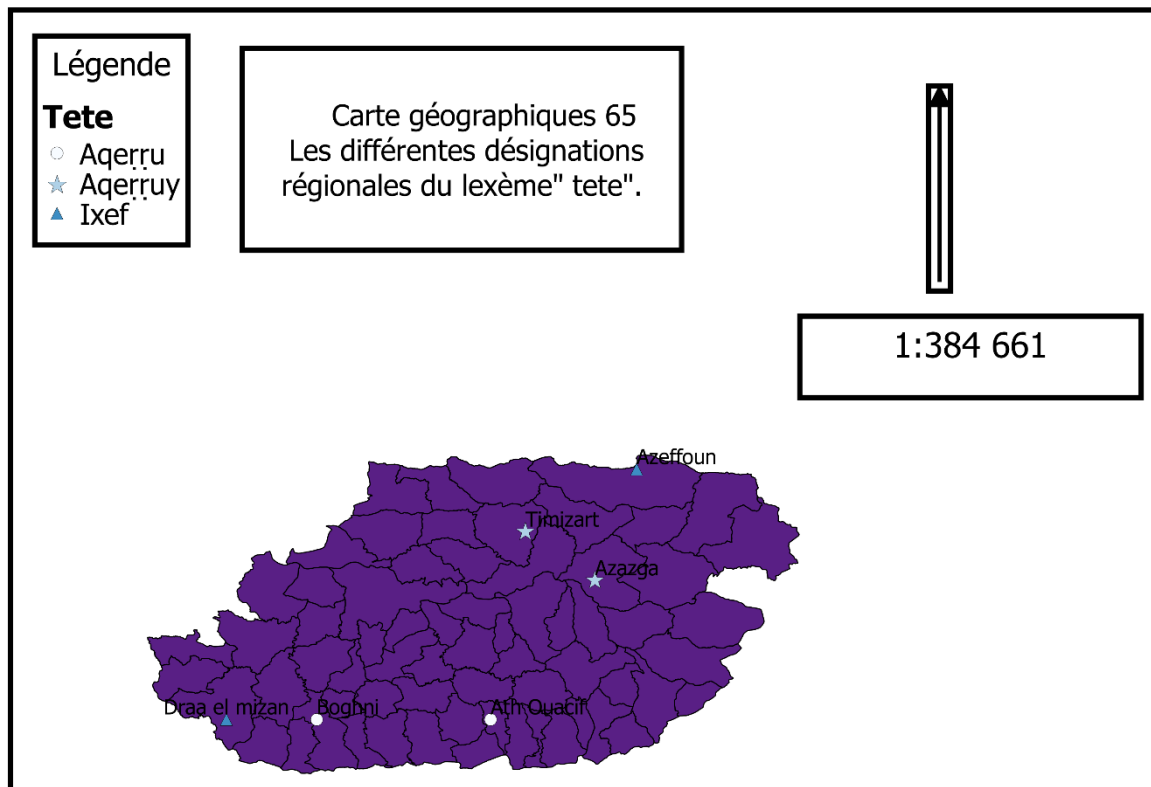 Légende
Tete
Aqeṛṛu
Aqeṛṛuy
Ixef
Carte géographiques 65
Les différentes désignations
régionales du lexème" tete".
1:384 661
Azeffoun
Timizart
Azazga
Draa el mizan
Boghni
Ath Ouacif